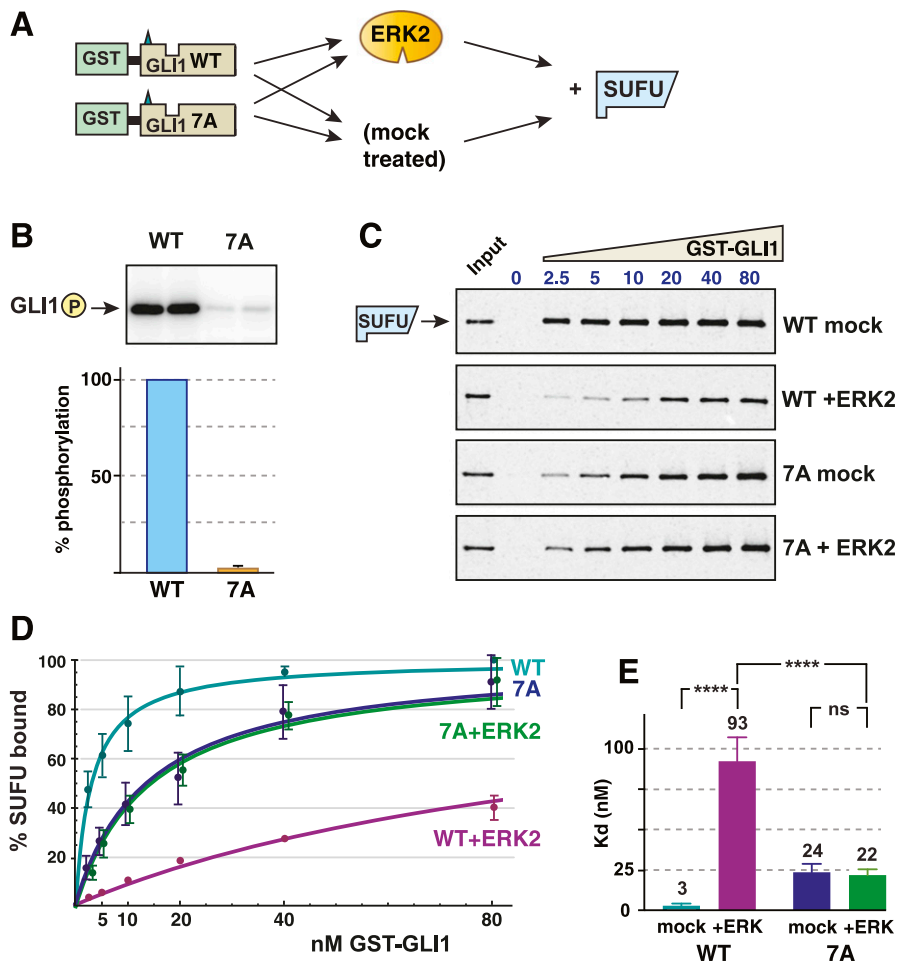 A
GST
GLI1 WT
GST
GLI1 7A
ERK2
(mock
treated)
+ SUFU
B
WT 7A
GLI1 P
% phosphorylation
100
50
WT 7A
C
Input
GST-GLI1
0 2.5 5 10 20 40 80
SUFU
WT mock
WT +ERK2
7A mock
7A + ERK2
D
% SUFU bound
100
80
60
40
20
5 10 20 40 80
nM GST-GLI1
WT
7A
7A+ERK2
WT+ERK2
E
****
****
ns
Kd (nM)
100
25
0
3
93
24
22
mock +ERK mock +ERK
WT 7A